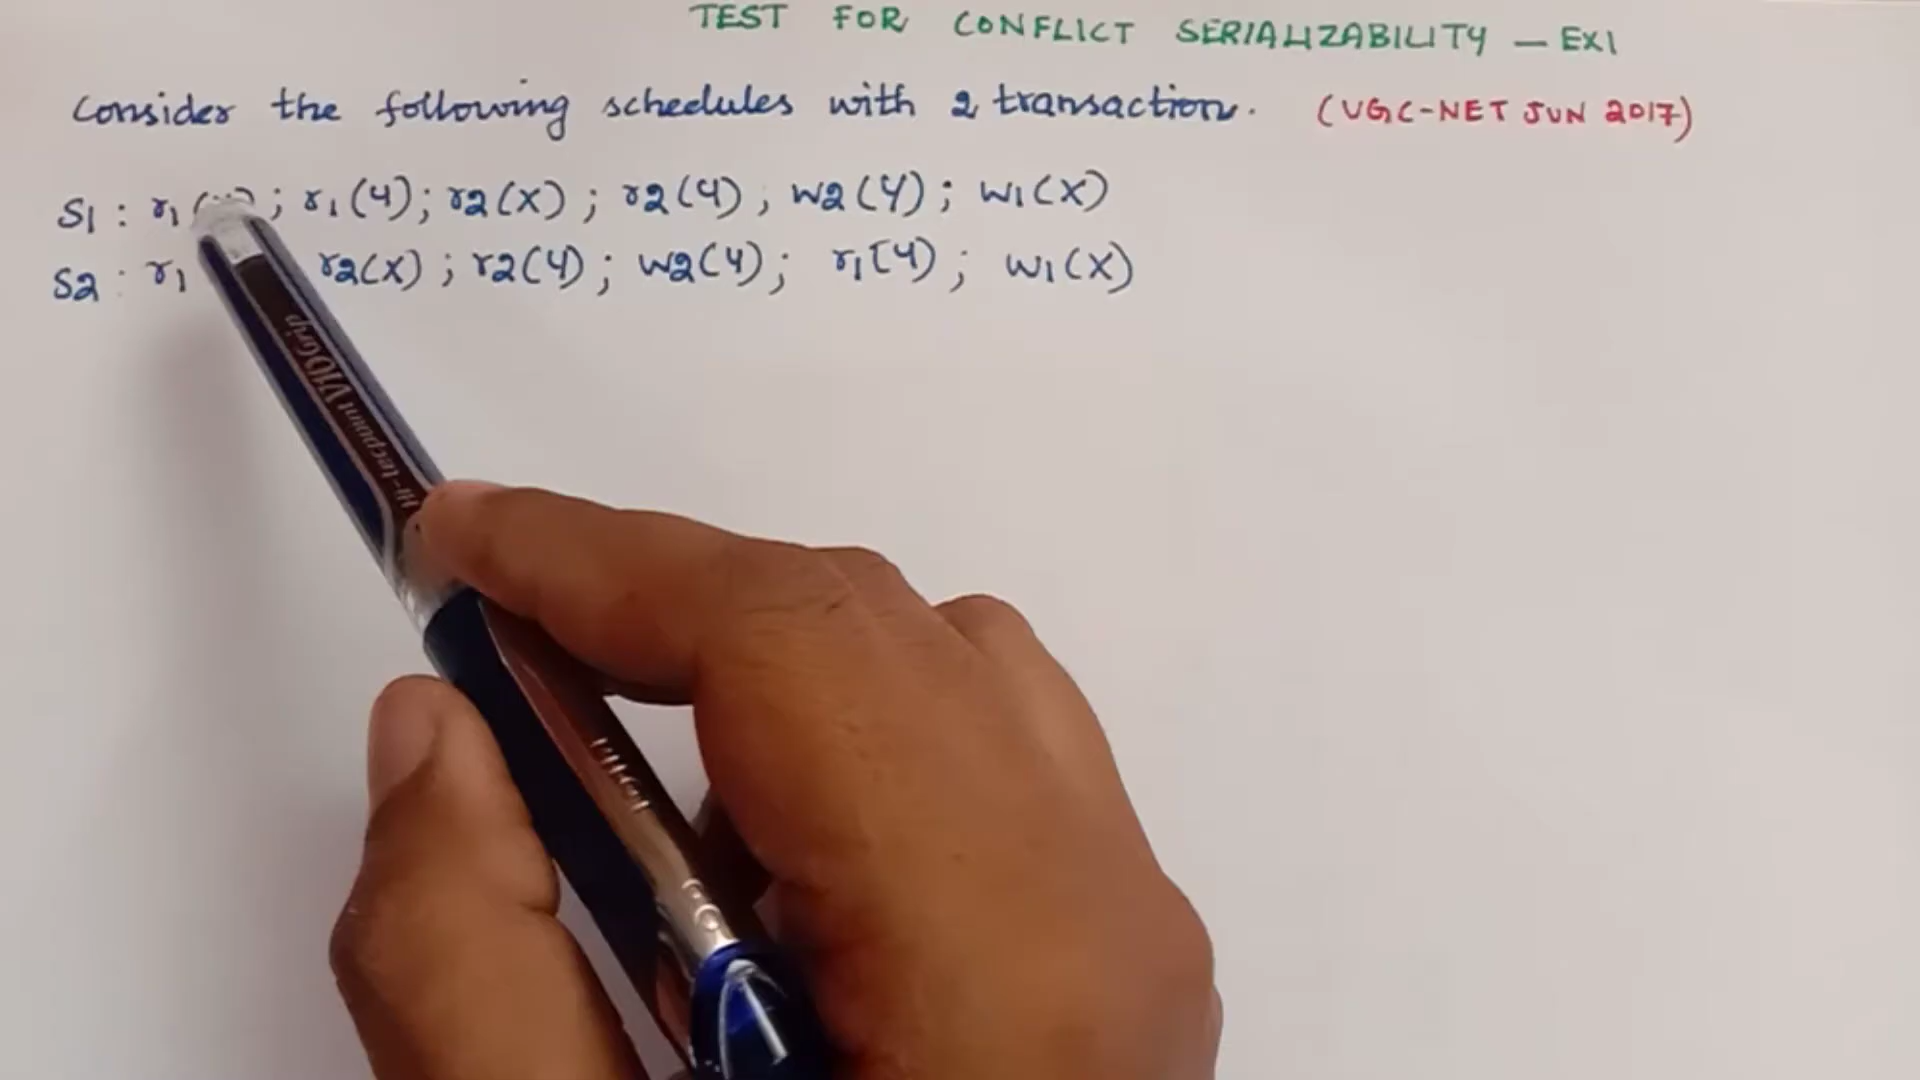 TEST FOR CONFLICT SERIALIZABILITY — EX1
Consider the following schedules with 2 transaction. (UGC-NET JUN 2017)
S1 : r1 ; r1(Y); r2(X) ; r2(Y) ; w2(Y) ; w1(X)
S2 : r1 r2(X) ; r2(Y) ; w2(Y) ; r1(Y) ; w1(X)
Hi-tecpoint V10Grip
PILOT